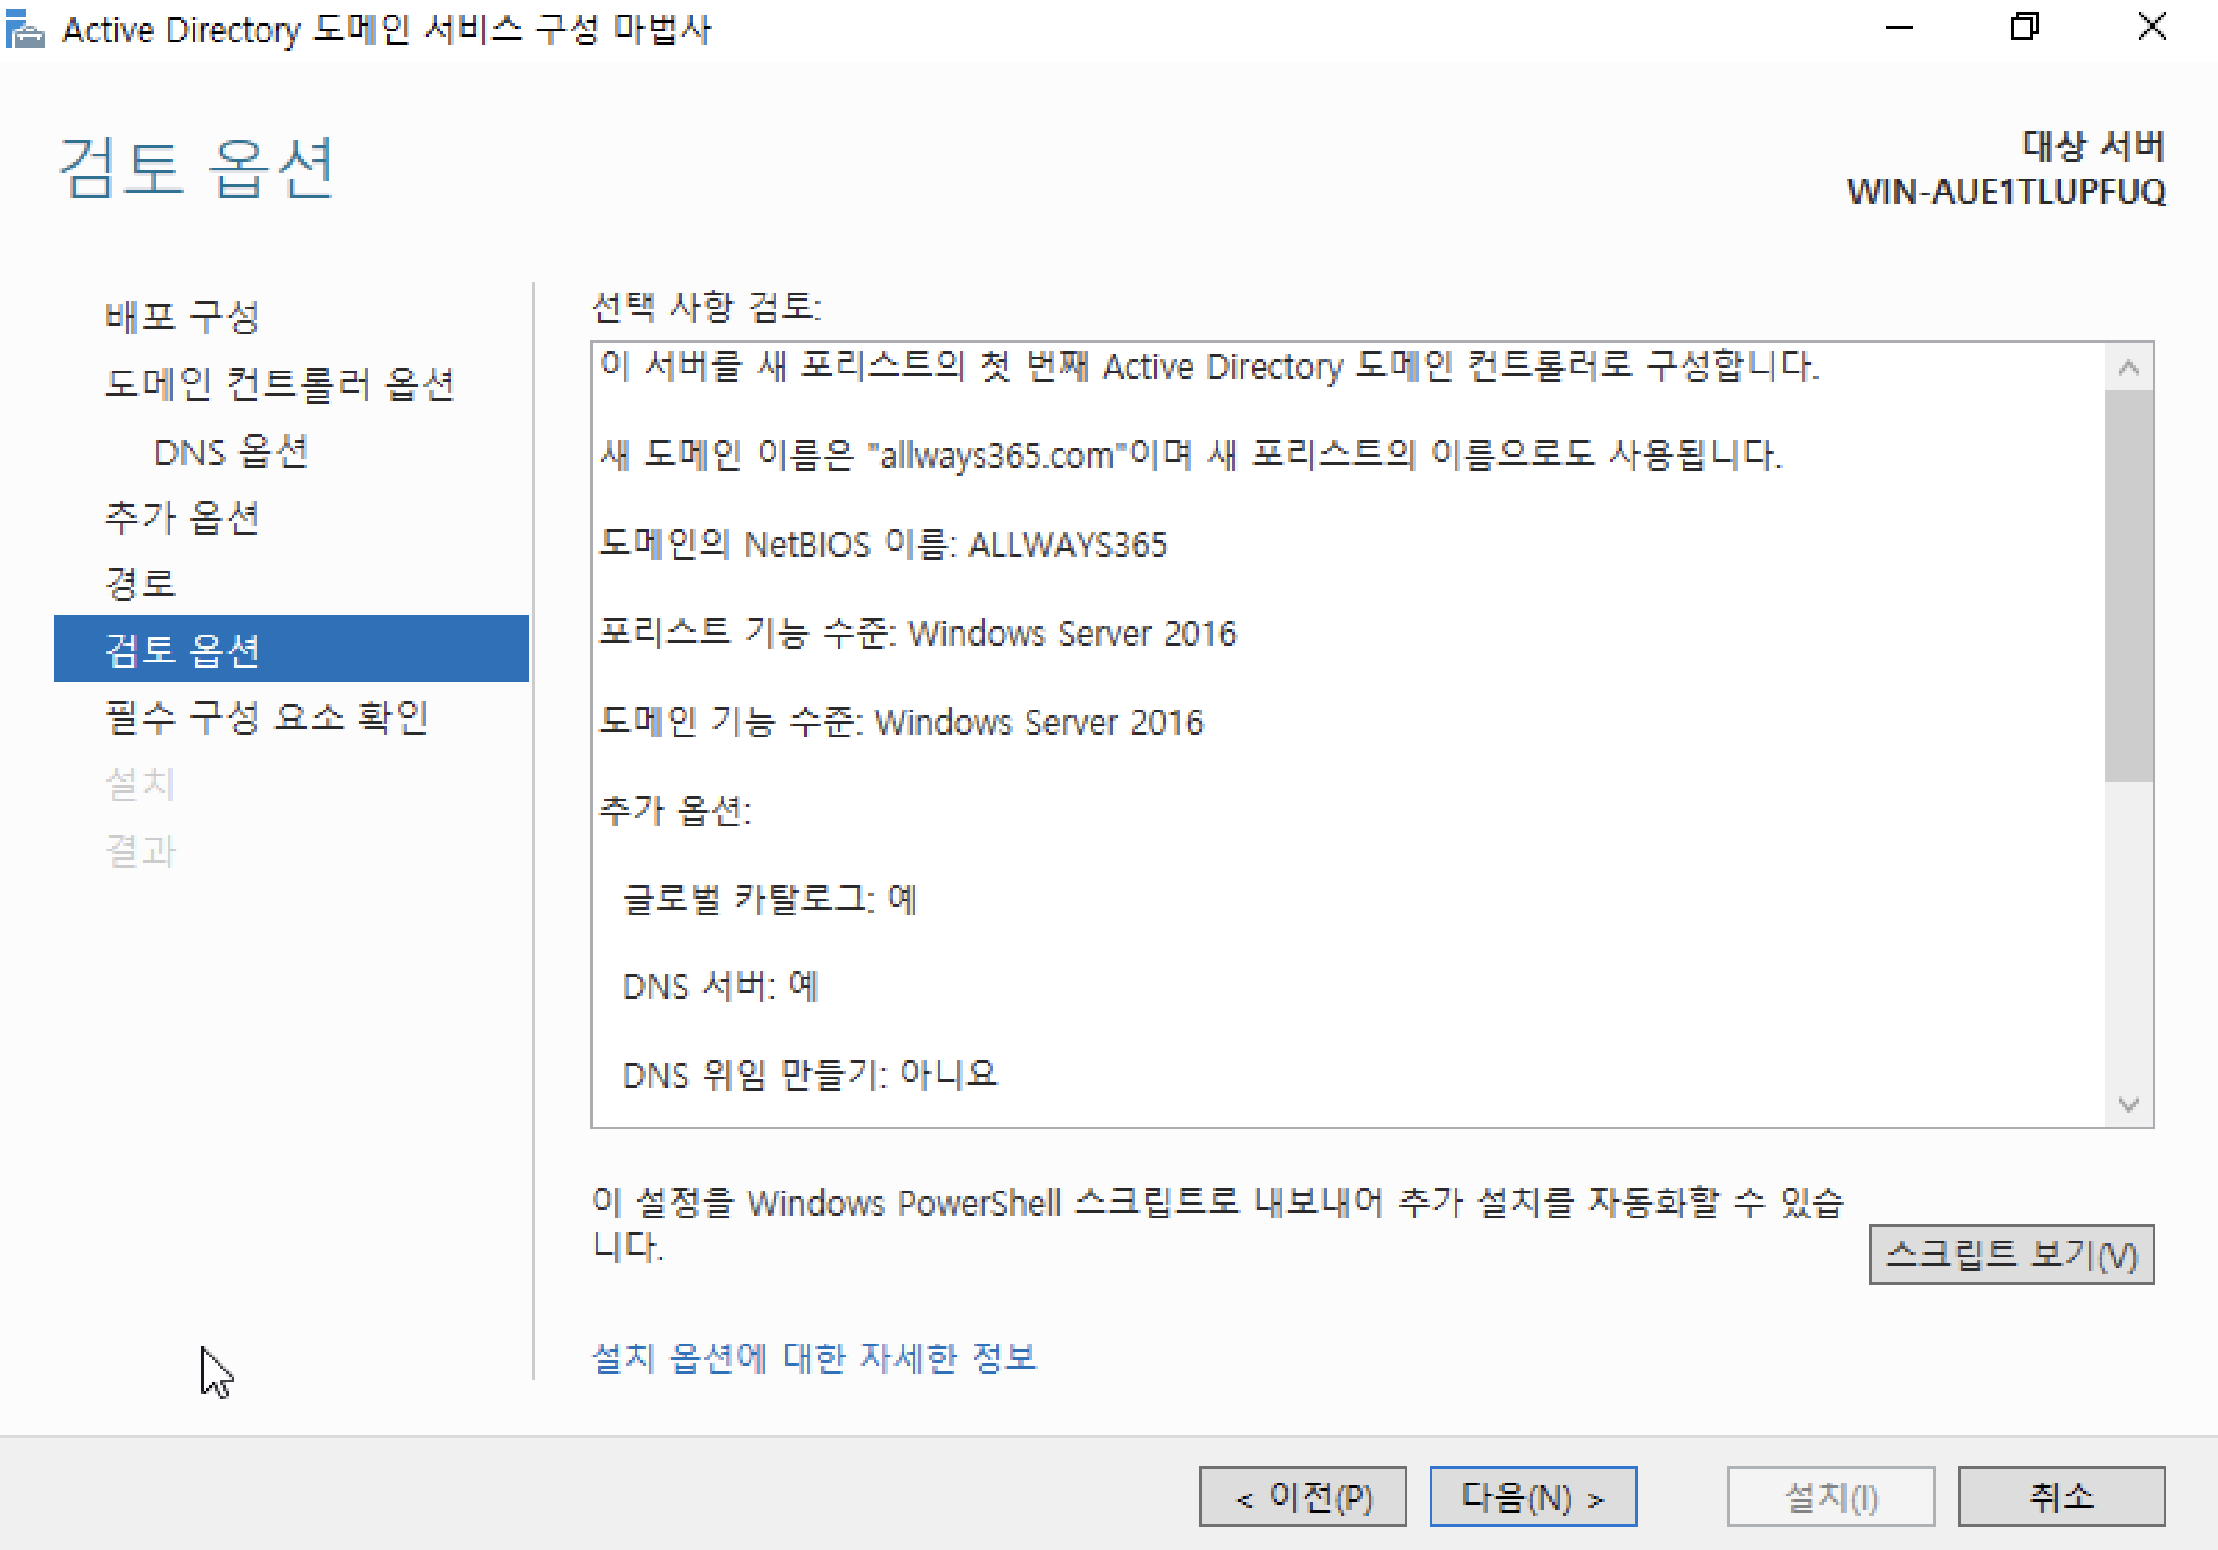 Active Directory 도메인 서비스 구성 마법사
검토 옵션
대상 서버
WIN-AUE1TLUPFUQ
배포 구성
도메인 컨트롤러 옵션
DNS 옵션
추가 옵션
경로
검토 옵션
필수 구성 요소 확인
설치
결과
선택 사항 검토:
이 서버를 새 포리스트의 첫 번째 Active Directory 도메인 컨트롤러로 구성합니다.
새 도메인 이름은 "allways365.com"이며 새 포리스트의 이름으로도 사용됩니다.
도메인의 NetBIOS 이름: ALLWAYS365
포리스트 기능 수준: Windows Server 2016
도메인 기능 수준: Windows Server 2016
추가 옵션:
글로벌 카탈로그: 예
DNS 서버: 예
DNS 위임 만들기: 아니요
이 설정을 Windows PowerShell 스크립트로 내보내어 추가 설치를 자동화할 수 있습
니다.
스크립트 보기(V)
설치 옵션에 대한 자세한 정보
< 이전(P)
다음(N) >
설치(I)
취소